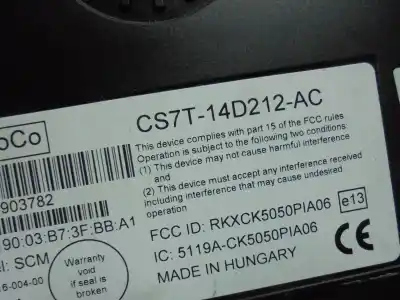 oCo
CS7T-14D212-AC
This device complies with part 15 of the FCC rules
Operation is subject to the following two conditions:
(1) This device may not cause harmful interference
and
(2) This device must accept any interference received
including interference that may cause undesired
operation
903782
90:03:B7:3F:BB:A1
SCM
6-004-00
Warranty
void
if seal is
broken
FCC ID: RKXCK5050PIA06
IC: 5119A-CK5050PIA06
MADE IN HUNGARY
e13
CE